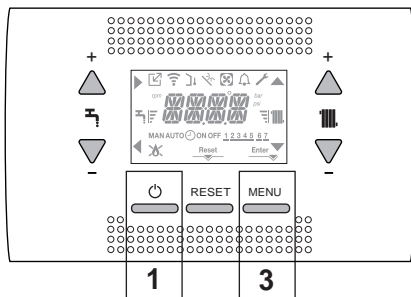 + +
rpm bar
psi
MAN AUTO ON OFF 1 2 3 4 5 6 7
Reset Enter
– –
RESET MENU
1 3